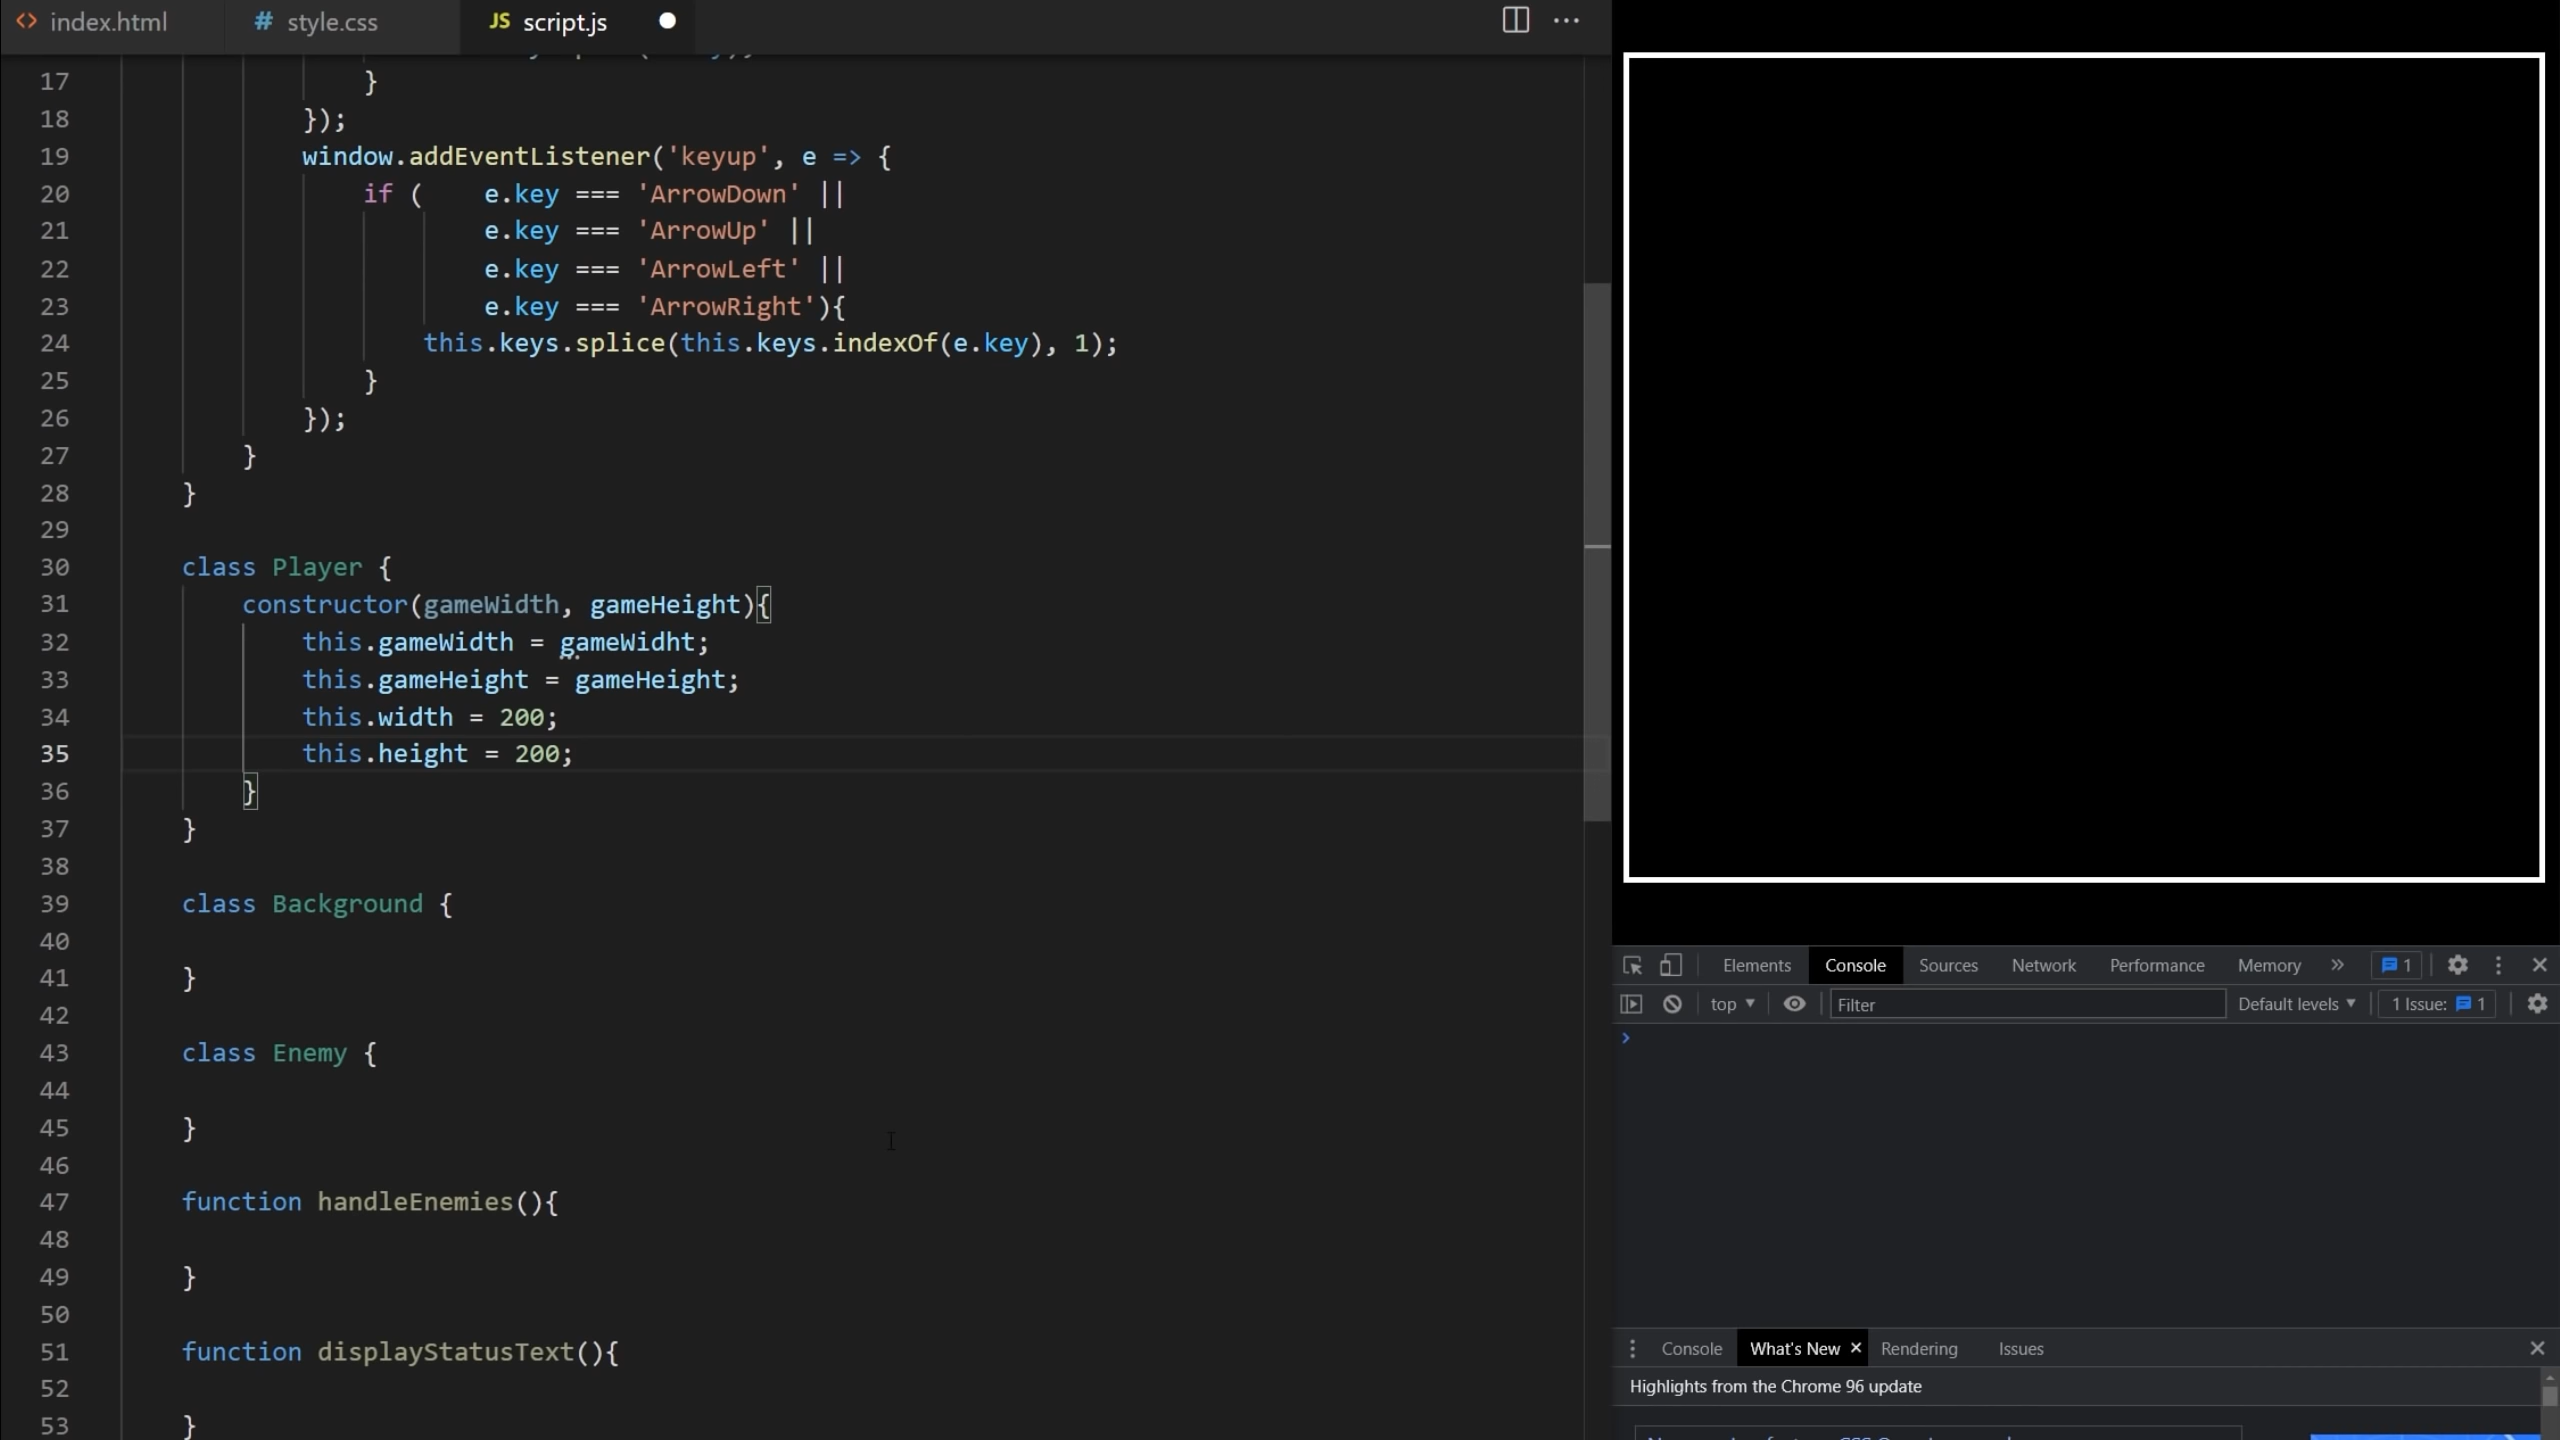 index.html
# style.css
JS script.js
17 }
18 });
19 window.addEventListener('keyup', e => {
20 if ( e.key === 'ArrowDown' ||
21 e.key === 'ArrowUp' ||
22 e.key === 'ArrowLeft' ||
23 e.key === 'ArrowRight'){
24 this.keys.splice(this.keys.indexOf(e.key), 1);
25 }
26 });
27 }
28 }
29
30 class Player {
31 constructor(gameWidth, gameHeight){
32 this.gameWidth = gameWidht;
33 this.gameHeight = gameHeight;
34 this.width = 200;
35 this.height = 200;
36 }
37 }
38
39 class Background {
40
41 }
42
43 class Enemy {
44
45 }
46
47 function handleEnemies(){
48
49 }
50
51 function displayStatusText(){
52
53 }
Elements Console Sources Network Performance Memory » 1
top Filter Default levels 1 Issue: 1
Console What's New Rendering Issues
Highlights from the Chrome 96 update